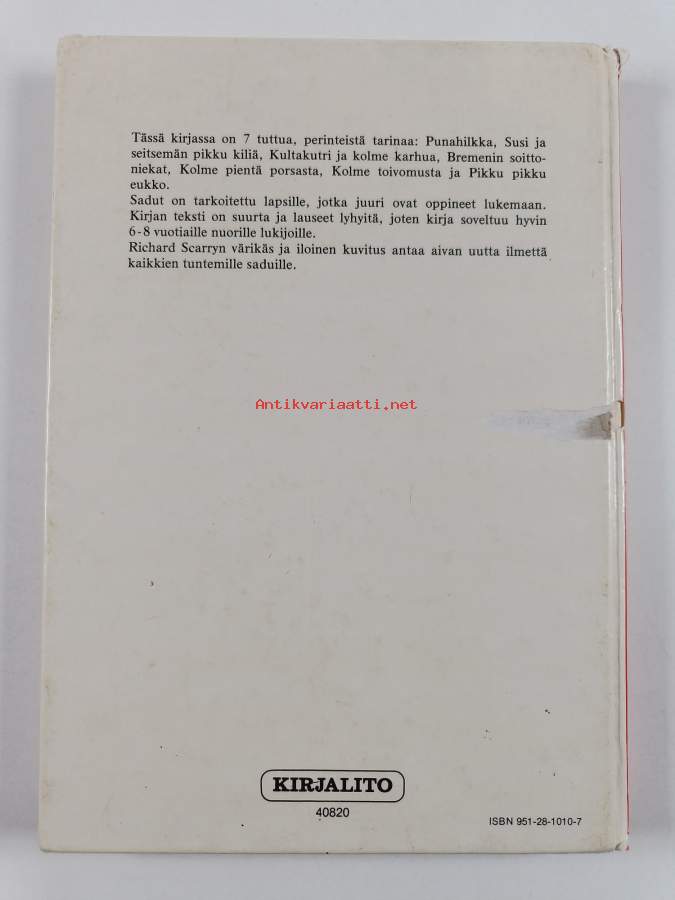 Tässä kirjassa on 7 tuttua, perinteistä tarinaa: Punahilkka, Susi ja
seitsemän pikku kiliä, Kultakutri ja kolme karhua, Bremenin soitto-
niekat, Kolme pientä porsasta, Kolme toivomusta ja Pikku pikku
eukko.
Sadut on tarkoitettu lapsille, jotka juuri ovat oppineet lukemaan.
Kirjan teksti on suurta ja lauseet lyhyitä, joten kirja soveltuu hyvin
6-8 vuotiaille nuorille lukijoille.
Richard Scarryn värikäs ja iloinen kuvitus antaa aivan uutta ilmettä
kaikkien tuntemille saduille.
Antikvariaatti.net
KIRJALITO
40820
ISBN 951-28-1010-7